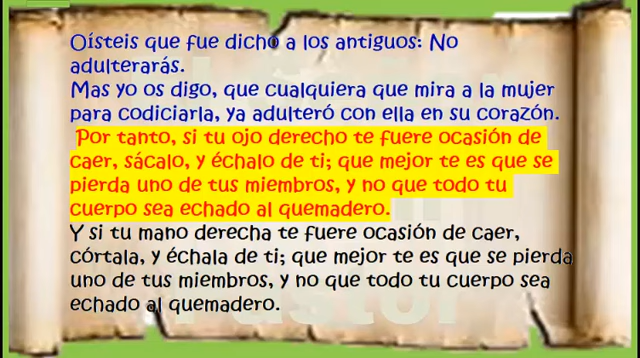 Oísteis que fue dicho a los antiguos: No
adulterarás.
Mas yo os digo, que cualquiera que mira a la mujer
para codiciarla, ya adulteró con ella en su corazón.
Por tanto, si tu ojo derecho te fuere ocasión de
caer, sácalo, y échalo de ti; que mejor te es que se
pierda uno de tus miembros, y no que todo tu
cuerpo sea echado al quemadero.
Y si tu mano derecha te fuere ocasión de caer,
córtala, y échala de ti; que mejor te es que se pierda
uno de tus miembros, y no que todo tu cuerpo sea
echado al quemadero.